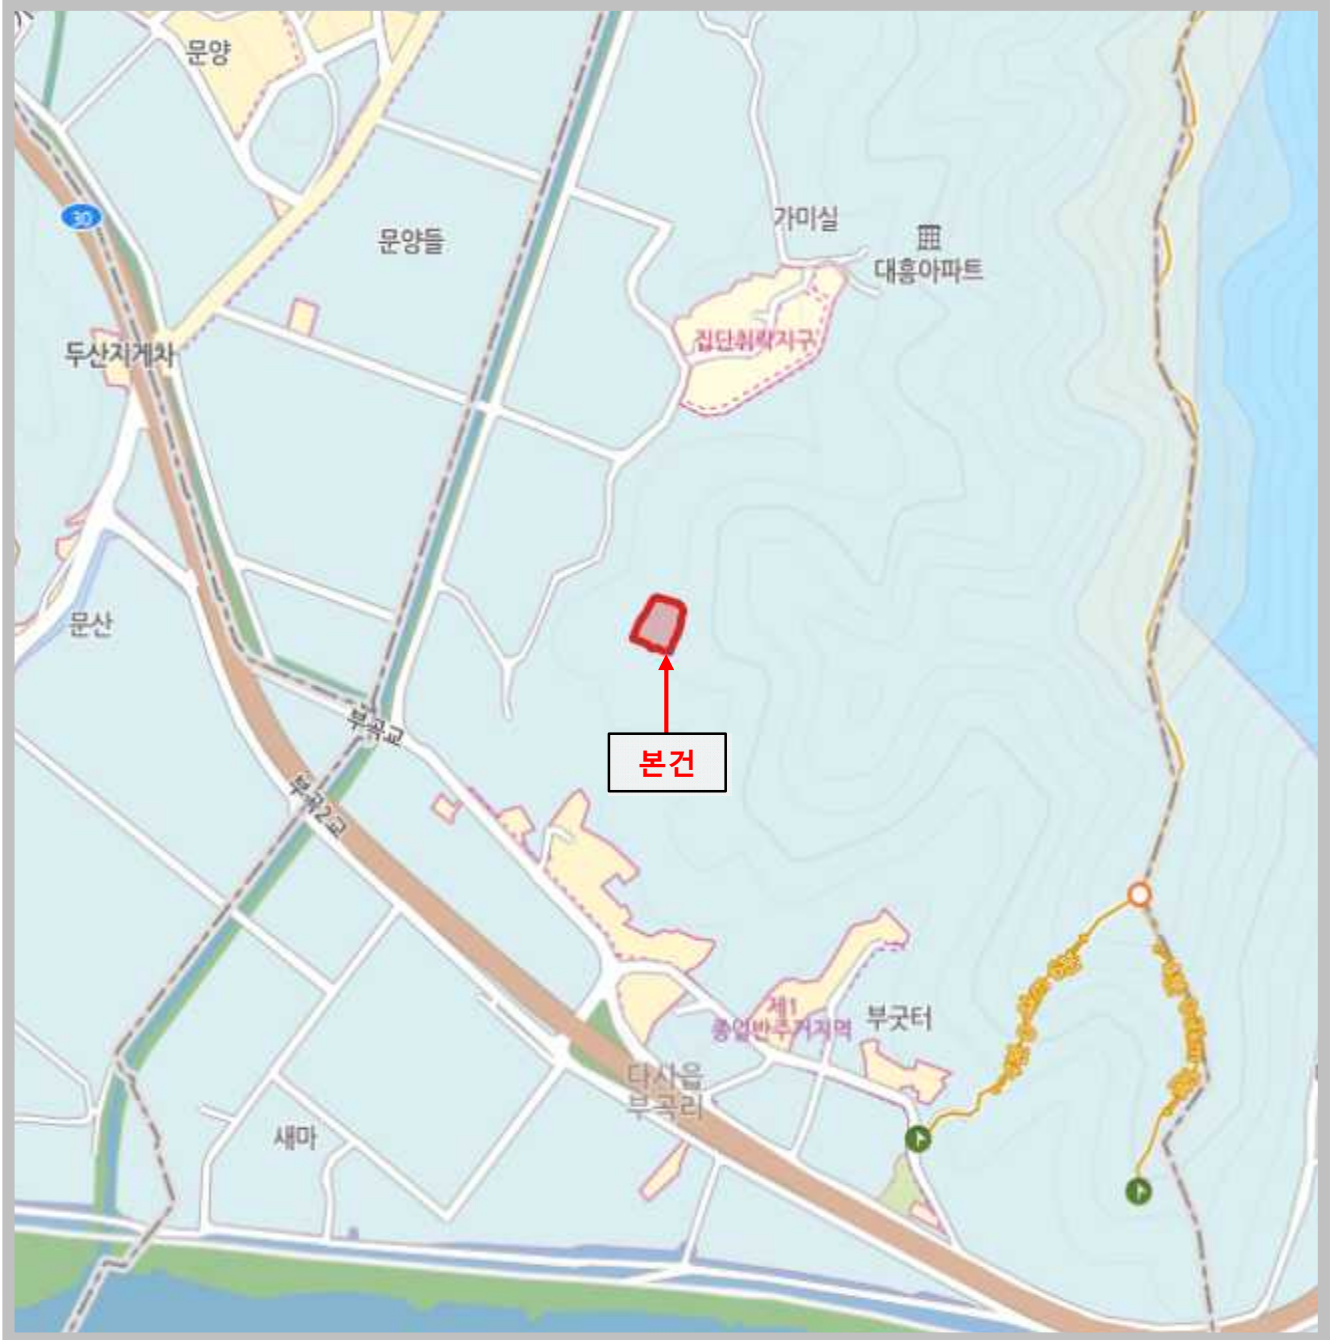 문양
30
문양들
가미실
대흥아파트
두산지게차
집단취락지구
문산
부곡교
본건
부곡2교
제1
종일반주거지역
부굿터
다사읍
부곡리
새마